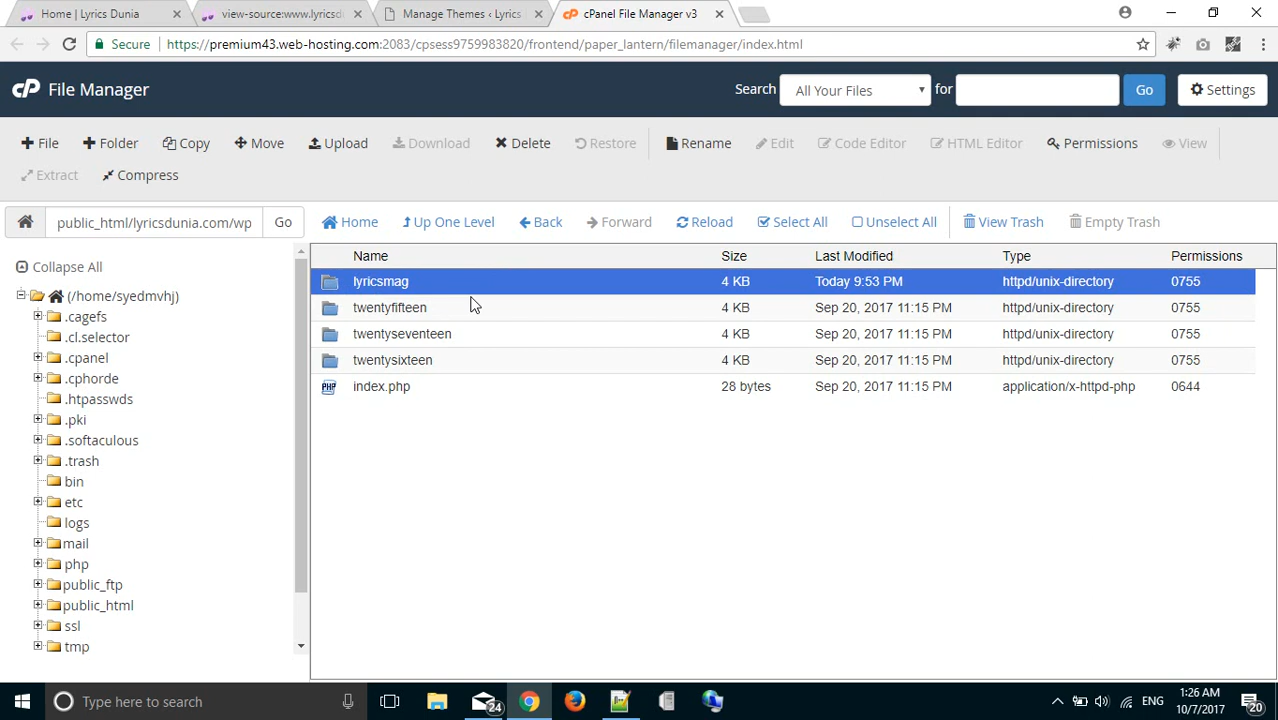 Home | Lyrics Dunia
view-source:www.lyricsd
Manage Themes ‹ Lyrics
cPanel File Manager v3
Secure
https://premium43.web-hosting.com:2083/cpsess9759983820/frontend/paper_lantern/filemanager/index.html
cP File Manager
Search
All Your Files
for
Go
Settings
File
Folder
Copy
Move
Upload
Download
Delete
Restore
Rename
Edit
Code Editor
HTML Editor
Permissions
View
Extract
Compress
public_html/lyricsdunia.com/wp
Go
Home
Up One Level
Back
Forward
Reload
Select All
Unselect All
View Trash
Empty Trash
Collapse All
(/home/syedmvhj)
.cagefs
.cl.selector
.cpanel
.cphorde
.htpasswds
.pki
.softaculous
.trash
bin
etc
logs
mail
php
public_ftp
public_html
ssl
tmp
Name Size Last Modified Type Permissions
lyricsmag 4 KB Today 9:53 PM httpd/unix-directory 0755
twentyfifteen 4 KB Sep 20, 2017 11:15 PM httpd/unix-directory 0755
twentyseventeen 4 KB Sep 20, 2017 11:15 PM httpd/unix-directory 0755
twentysixteen 4 KB Sep 20, 2017 11:15 PM httpd/unix-directory 0755
PHP index.php 28 bytes Sep 20, 2017 11:15 PM application/x-httpd-php 0644
Type here to search
24
ENG
1:26 AM
10/7/2017
20